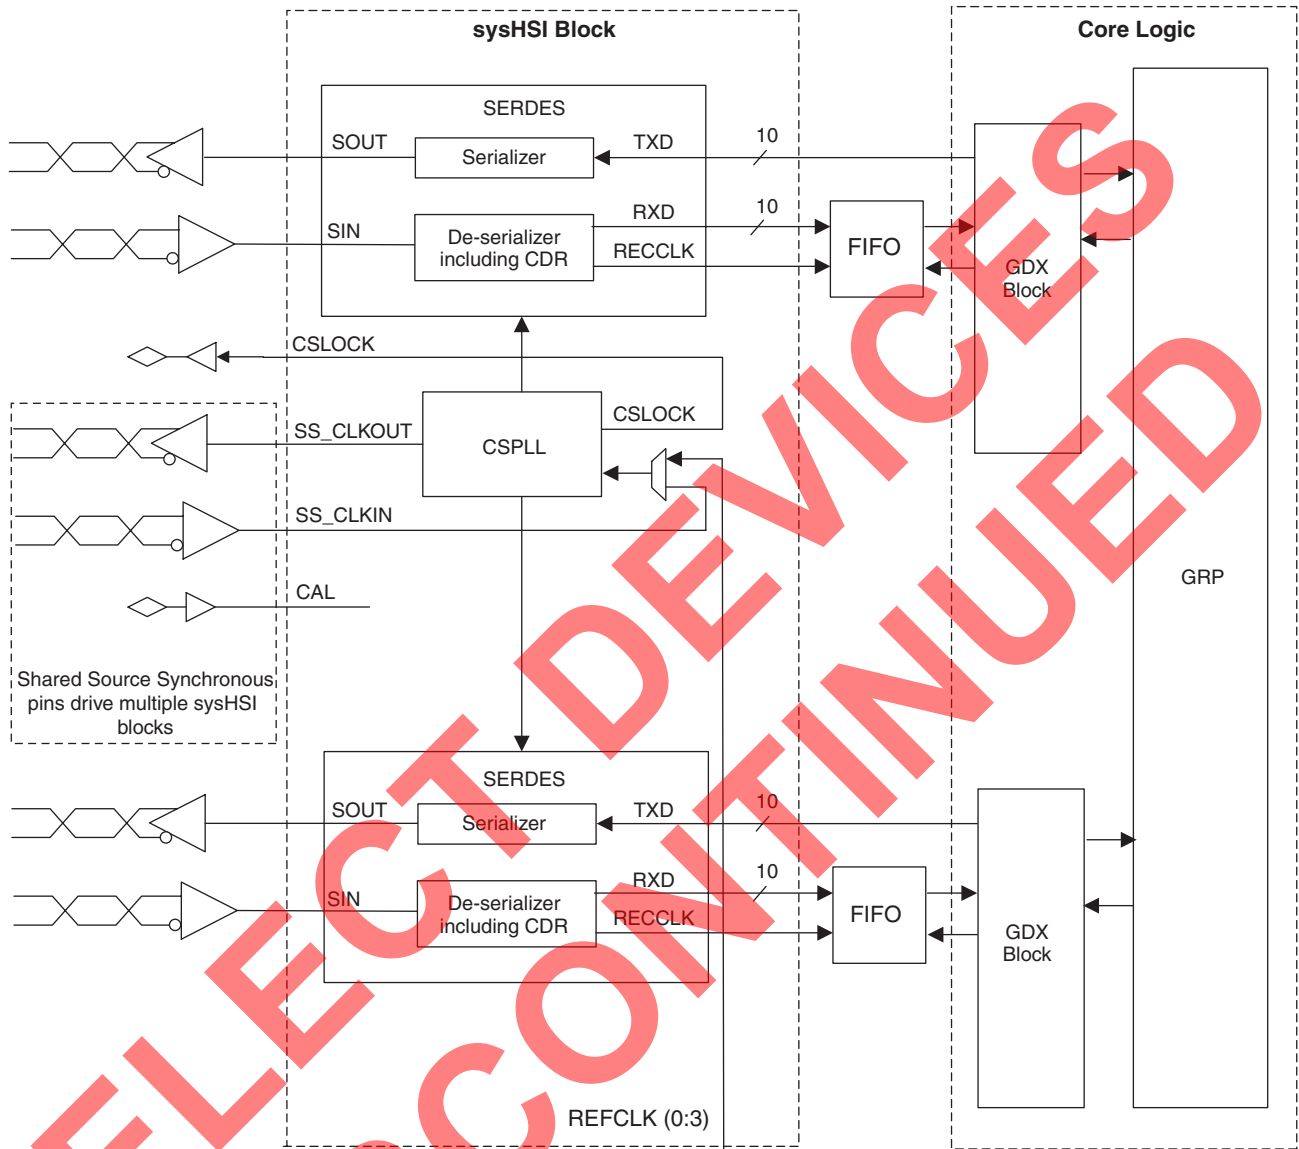 sysHSI Block
Core Logic
SERDES
SOUT
Serializer
TXD
10
SIN
De-serializer
including CDR
RXD
10
RECCLK
FIFO
GDX
Block
CSLOCK
CSLOCK
SS_CLKOUT
CSPLL
SS_CLKIN
CAL
GRP
Shared Source Synchronous
pins drive multiple sysHSI
blocks
SERDES
SOUT
Serializer
TXD
10
SIN
De-serializer
including CDR
RXD
10
RECCLK
FIFO
GDX
Block
REFCLK (0:3)
ELECT DEVICES
CONTINUED